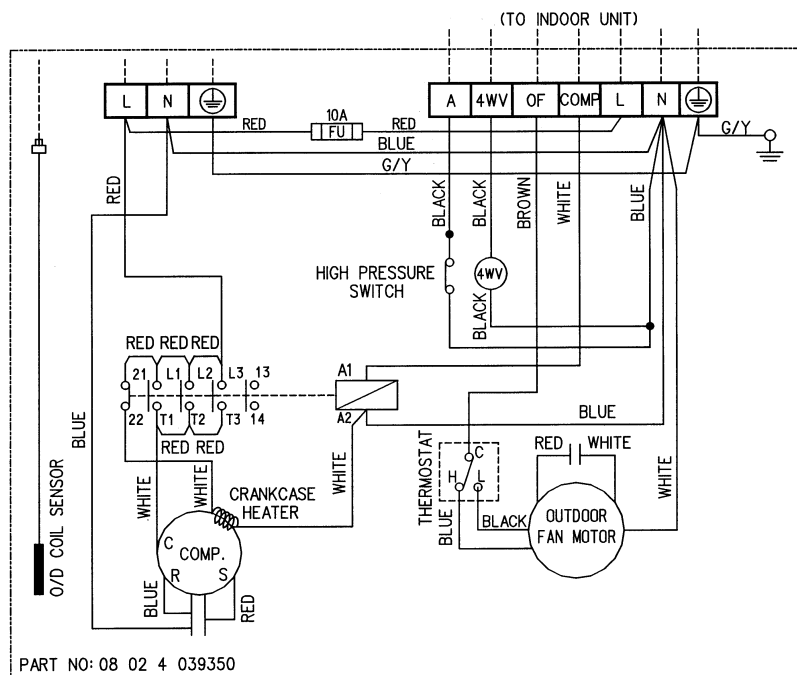 (TO INDOOR UNIT)
L N
A 4WV OF COMP L N
10A
RED FU RED
BLUE
G/Y
G/Y
RED
BLACK
BLACK
BROWN
WHITE
BLUE
HIGH PRESSURE
SWITCH
4WV
BLACK
RED RED RED
21 L1 L2 L3 13
22 T1 T2 T3 14
RED RED
A1
A2
BLUE
BLUE
WHITE
WHITE
WHITE
CRANKCASE
HEATER
THERMOSTAT
C
H L
RED WHITE
WHITE
BLUE
BLACK
OUTDOOR
FAN MOTOR
O/D COIL SENSOR
C
COMP.
R S
BLUE
RED
PART NO: 08 02 4 039350